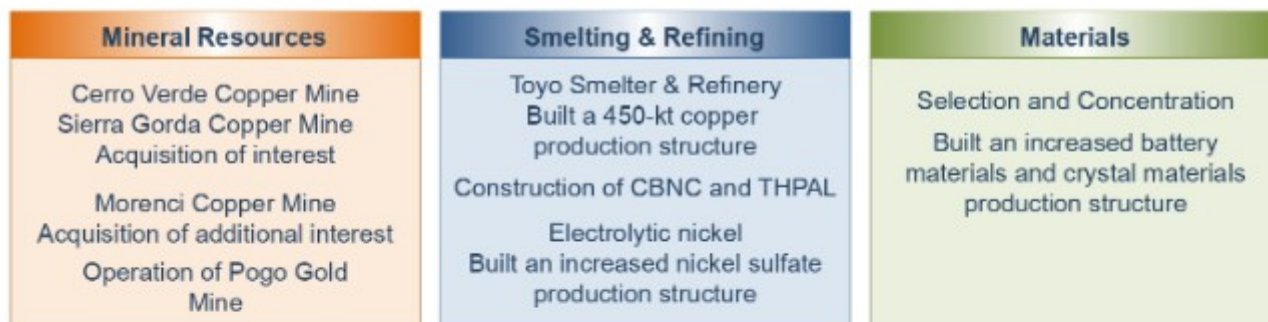 Mineral Resources
Cerro Verde Copper Mine
Sierra Gorda Copper Mine
Acquisition of interest
Morenci Copper Mine
Acquisition of additional interest
Operation of Pogo Gold
Mine
Smelting & Refining
Toyo Smelter & Refinery
Built a 450-kt copper
production structure
Construction of CBNC and THPAL
Electrolytic nickel
Built an increased nickel sulfate
production structure
Materials
Selection and Concentration
Built an increased battery
materials and crystal materials
production structure